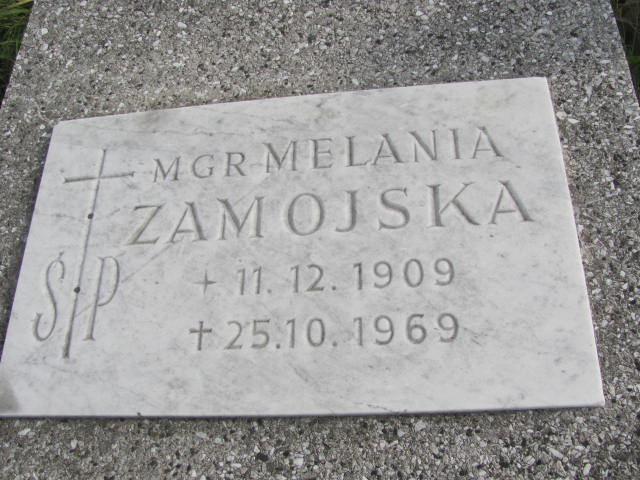 MGR MELANIA
ZAMOJSKA
+ 11. 12. 1909
+ 25.10. 1969
Ś P